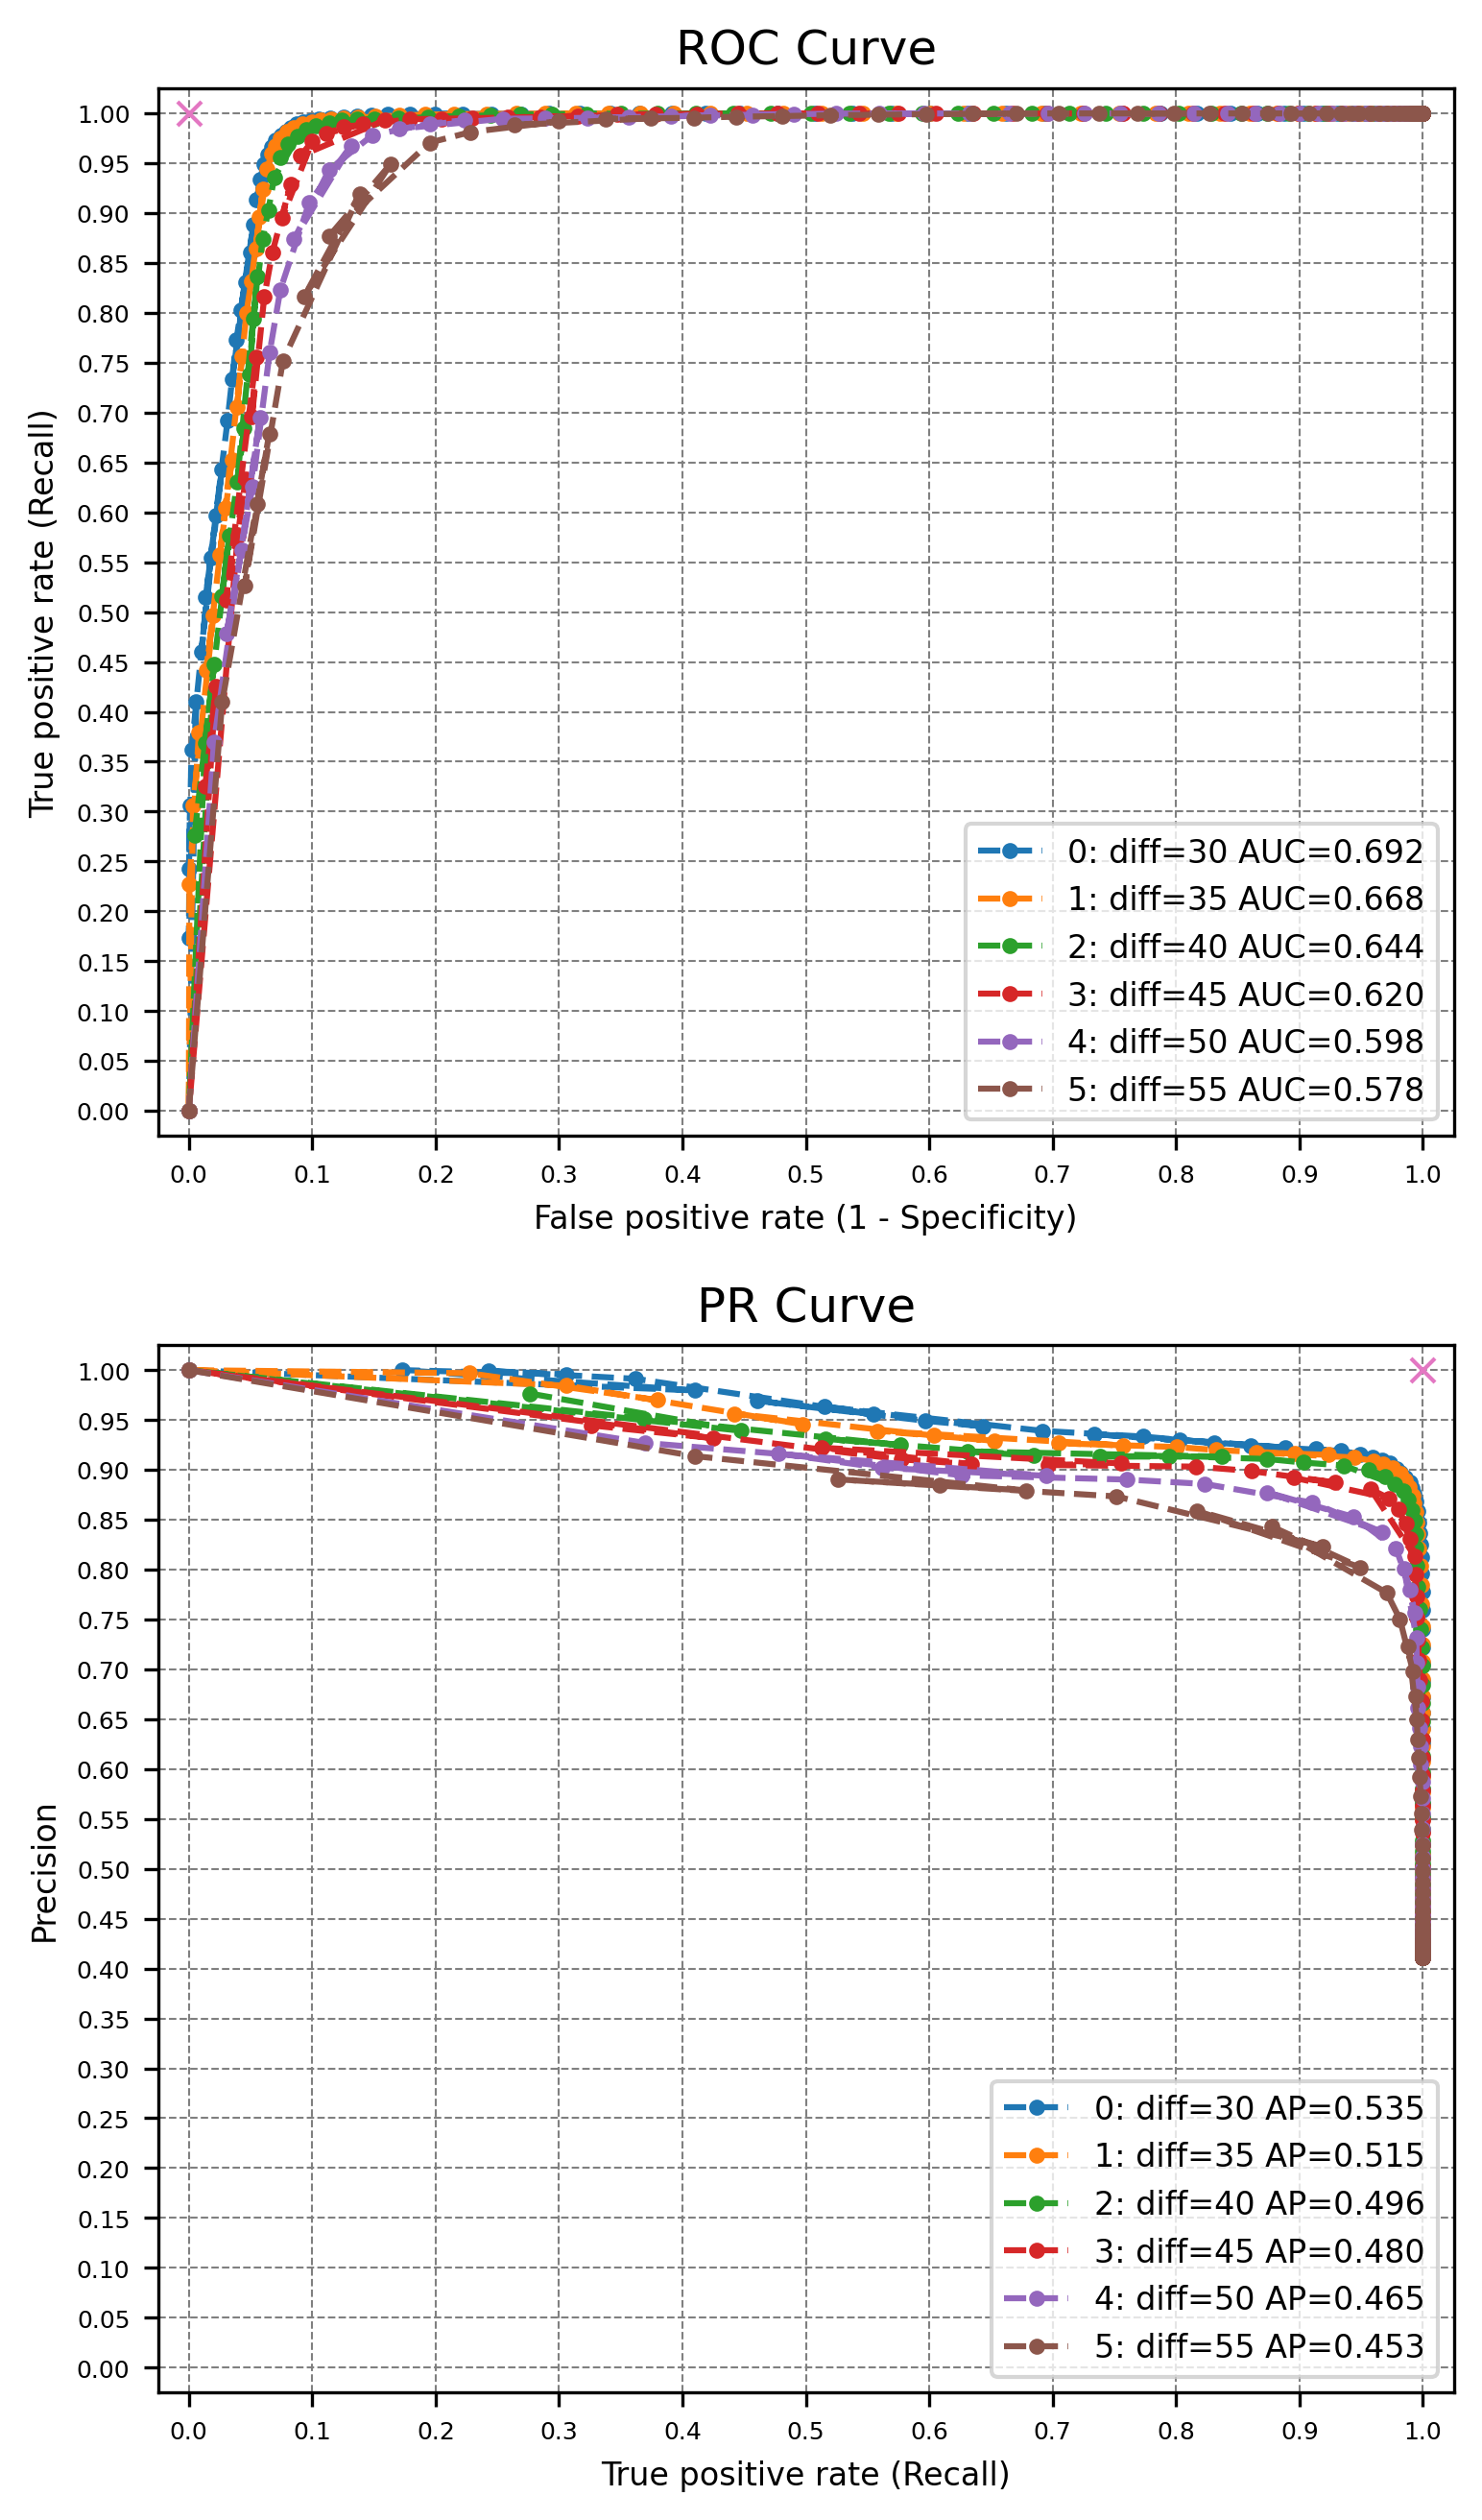 ROC Curve
True positive rate (Recall)
1.00
0.95
0.90
0.85
0.80
0.75
0.70
0.65
0.60
0.55
0.50
0.45
0.40
0.35
0.30
0.25
0.20
0.15
0.10
0.05
0.00
0: diff=30 AUC=0.692
1: diff=35 AUC=0.668
2: diff=40 AUC=0.644
3: diff=45 AUC=0.620
4: diff=50 AUC=0.598
5: diff=55 AUC=0.578
0.0 0.1 0.2 0.3 0.4 0.5 0.6 0.7 0.8 0.9 1.0
False positive rate (1 - Specificity)
PR Curve
Precision
1.00
0.95
0.90
0.85
0.80
0.75
0.70
0.65
0.60
0.55
0.50
0.45
0.40
0.35
0.30
0.25
0.20
0.15
0.10
0.05
0.00
0: diff=30 AP=0.535
1: diff=35 AP=0.515
2: diff=40 AP=0.496
3: diff=45 AP=0.480
4: diff=50 AP=0.465
5: diff=55 AP=0.453
0.0 0.1 0.2 0.3 0.4 0.5 0.6 0.7 0.8 0.9 1.0
True positive rate (Recall)